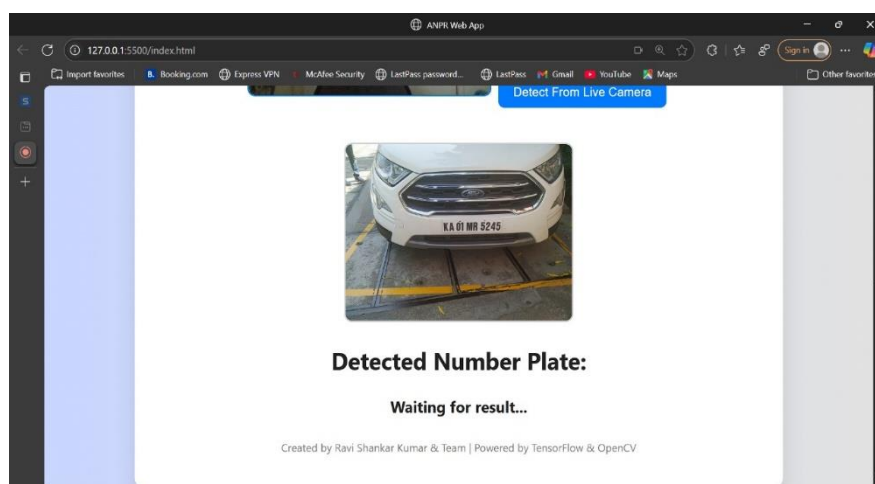 ANPR Web App
127.0.0.1:5500/index.html
Sign in
Import favorites
B. Booking.com
Express VPN
McAfee Security
LastPass password...
LastPass
Gmail
YouTube
Maps
Other favorites
S
Detect From Live Camera
Ford
KA 01 MR 5245
Detected Number Plate:
Waiting for result...
Created by Ravi Shankar Kumar & Team | Powered by TensorFlow & OpenCV